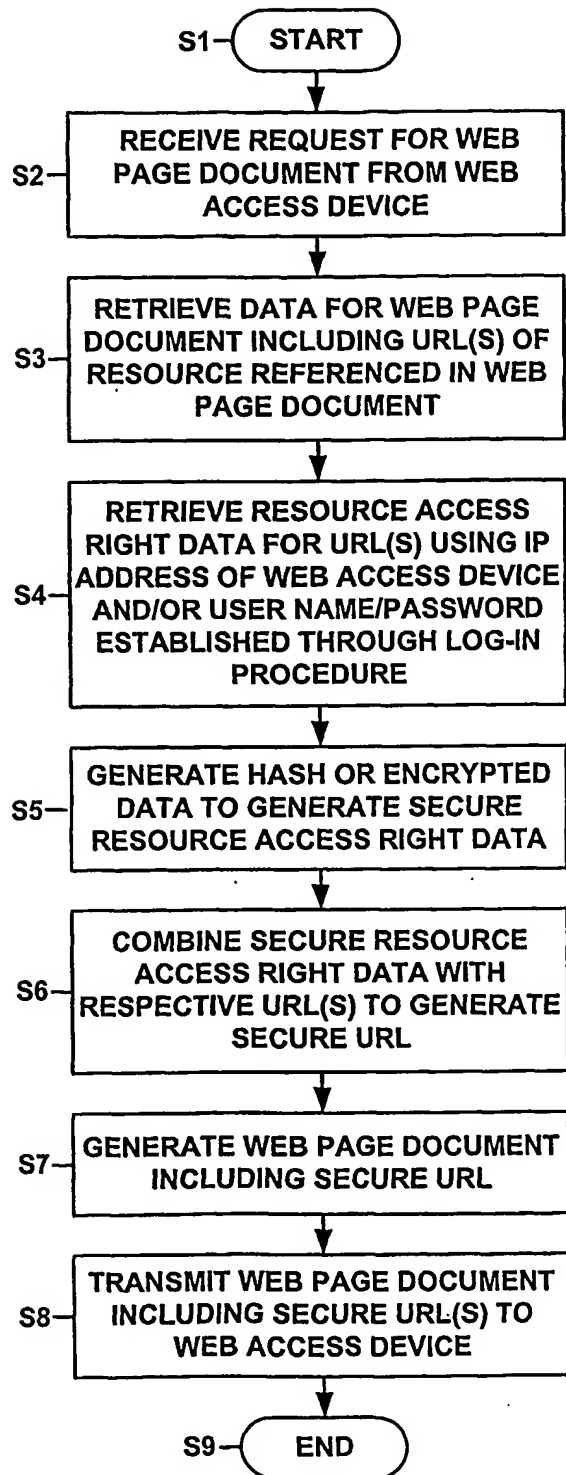 S1 START
S2 RECEIVE REQUEST FOR WEB
PAGE DOCUMENT FROM WEB
ACCESS DEVICE
S3 RETRIEVE DATA FOR WEB PAGE
DOCUMENT INCLUDING URL(S) OF
RESOURCE REFERENCED IN WEB
PAGE DOCUMENT
S4 RETRIEVE RESOURCE ACCESS
RIGHT DATA FOR URL(S) USING IP
ADDRESS OF WEB ACCESS DEVICE
AND/OR USER NAME/PASSWORD
ESTABLISHED THROUGH LOG-IN
PROCEDURE
S5 GENERATE HASH OR ENCRYPTED
DATA TO GENERATE SECURE
RESOURCE ACCESS RIGHT DATA
S6 COMBINE SECURE RESOURCE
ACCESS RIGHT DATA WITH
RESPECTIVE URL(S) TO GENERATE
SECURE URL
S7 GENERATE WEB PAGE DOCUMENT
INCLUDING SECURE URL
S8 TRANSMIT WEB PAGE DOCUMENT
INCLUDING SECURE URL(S) TO
WEB ACCESS DEVICE
S9 END